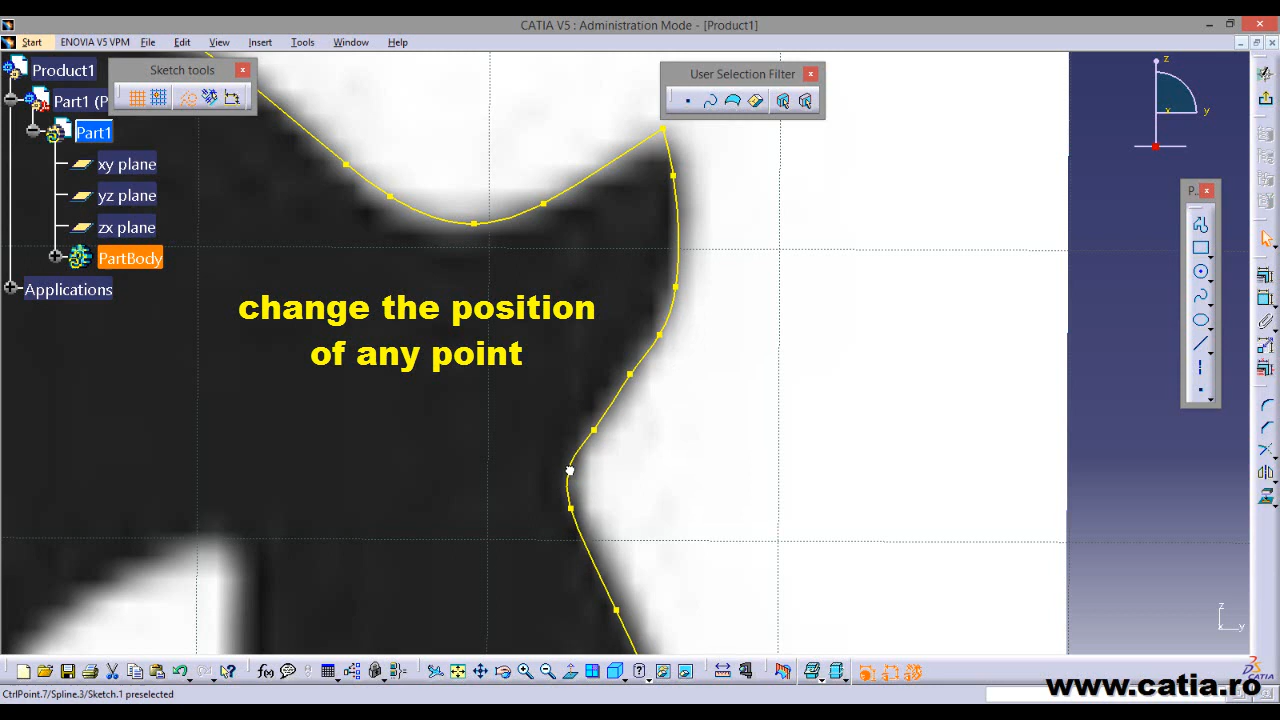 CATIA V5 : Administration Mode - [Product1]
Start ENOVIA V5 VPM File Edit View Insert Tools Window Help
Product1
Sketch tools
User Selection Filter
Part1 (P
Part1
xy plane
yz plane
zx plane
PartBody
Applications
z
x
y
P..
change the position
of any point
z
x y
f(x)
CATIA
CtrlPoint.7/Spline.3/Sketch.1 preselected
www.catia.ro